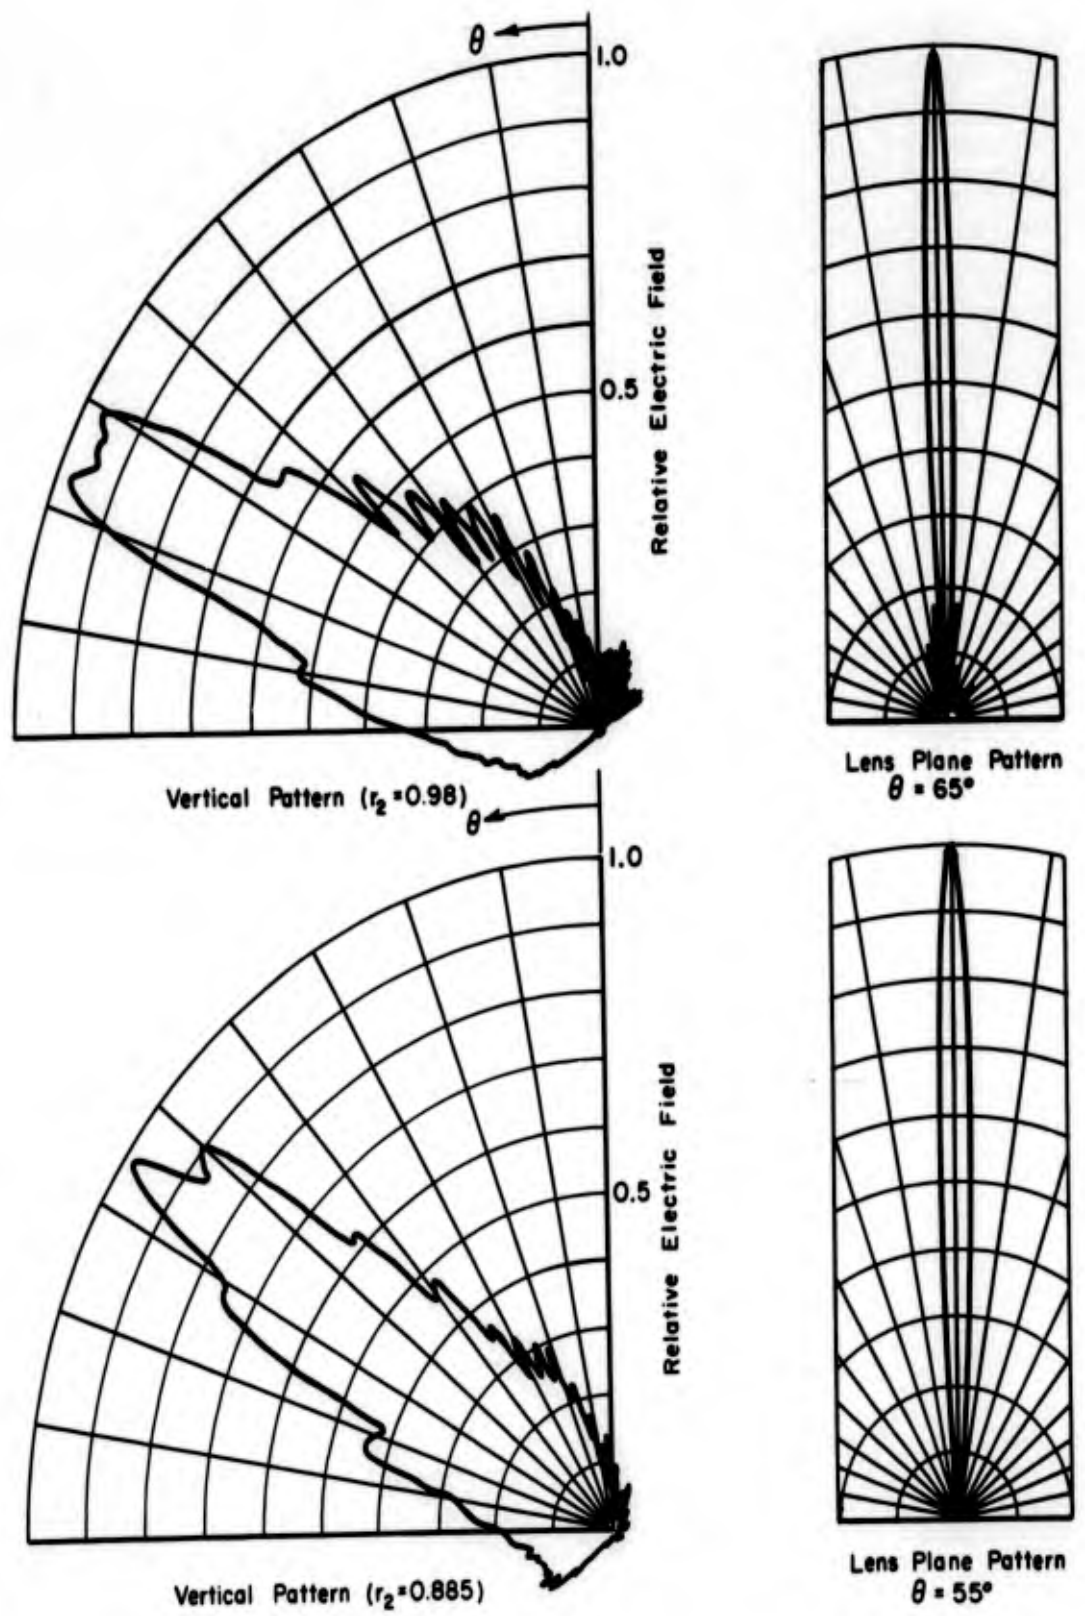 θ
1.0
0.5
Relative Electric Field
Vertical Pattern (r₂=0.98)
Lens Plane Pattern
θ = 65°
θ
1.0
0.5
Relative Electric Field
Vertical Pattern (r₂=0.885)
Lens Plane Pattern
θ = 55°